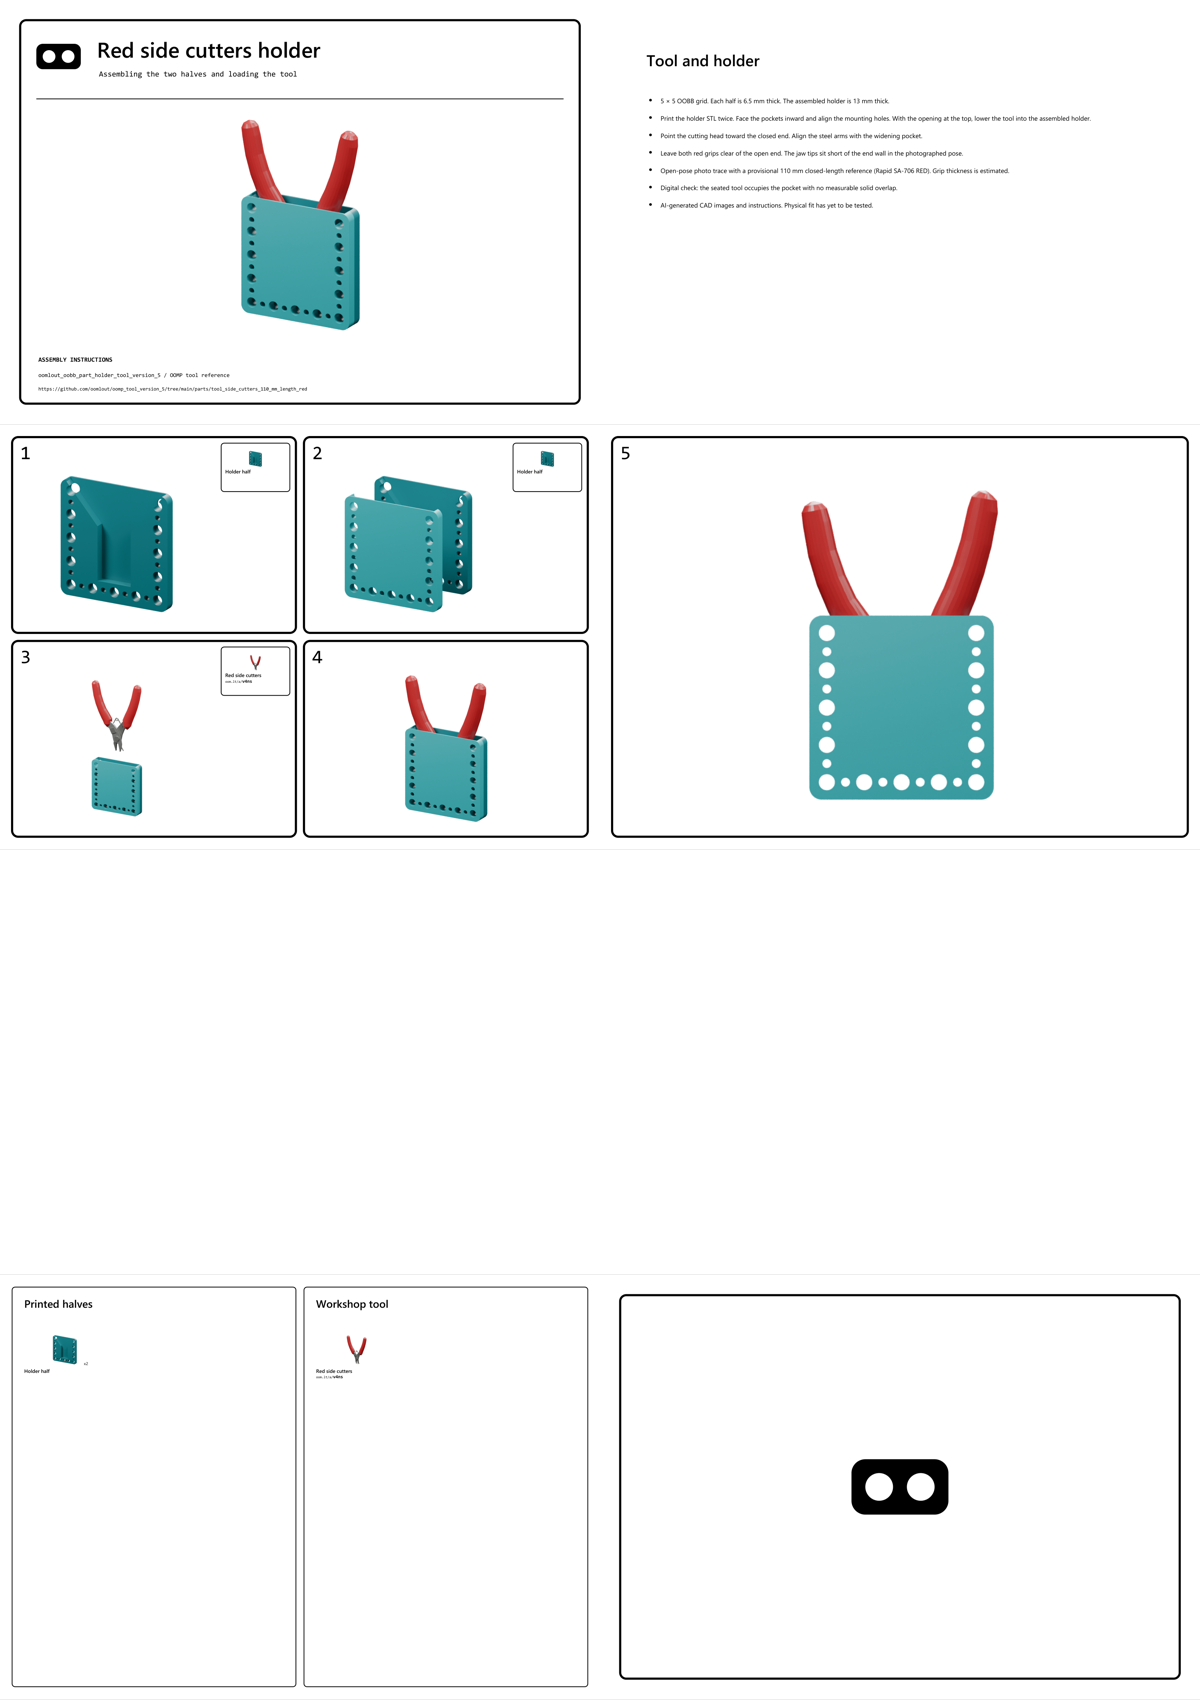 Red side cutters holder
Assembling the two halves and loading the tool
ASSEMBLY INSTRUCTIONS
oomlout_oobb_part_holder_tool_version_5 / OOMP tool reference
https://github.com/oomlout/oomp_tool_version_5/tree/main/parts/tool_side_cutters_110_mm_length_red
Tool and holder
• 5 × 5 OOBB grid. Each half is 6.5 mm thick. The assembled holder is 13 mm thick.
• Print the holder STL twice. Face the pockets inward and align the mounting holes. With the opening at the top, lower the tool into the assembled holder.
• Point the cutting head toward the closed end. Align the steel arms with the widening pocket.
• Leave both red grips clear of the open end. The jaw tips sit short of the end wall in the photographed pose.
• Open-pose photo trace with a provisional 110 mm closed-length reference (Rapid SA-706 RED). Grip thickness is estimated.
• Digital check: the seated tool occupies the pocket with no measurable solid overlap.
• AI-generated CAD images and instructions. Physical fit has yet to be tested.
1
Holder half
2
Holder half
3
Red side cutters
4
5
Printed halves
x2
Holder half
Workshop tool
Red side cutters